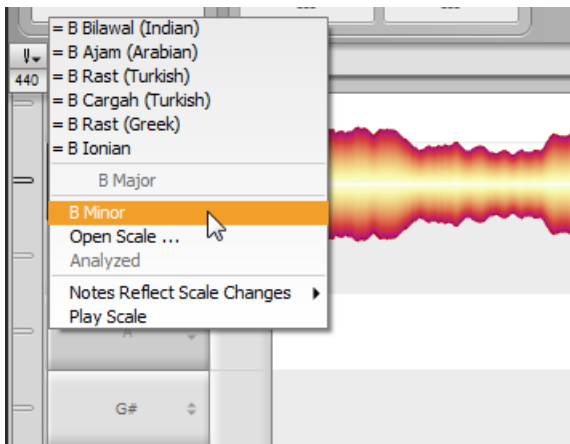 = B Bilawal (Indian)
= B Ajam (Arabian)
440
= B Rast (Turkish)
= B Cargah (Turkish)
= B Rast (Greek)
= B Ionian
B Major
B Minor
Open Scale ...
Analyzed
Notes Reflect Scale Changes
Play Scale
G#